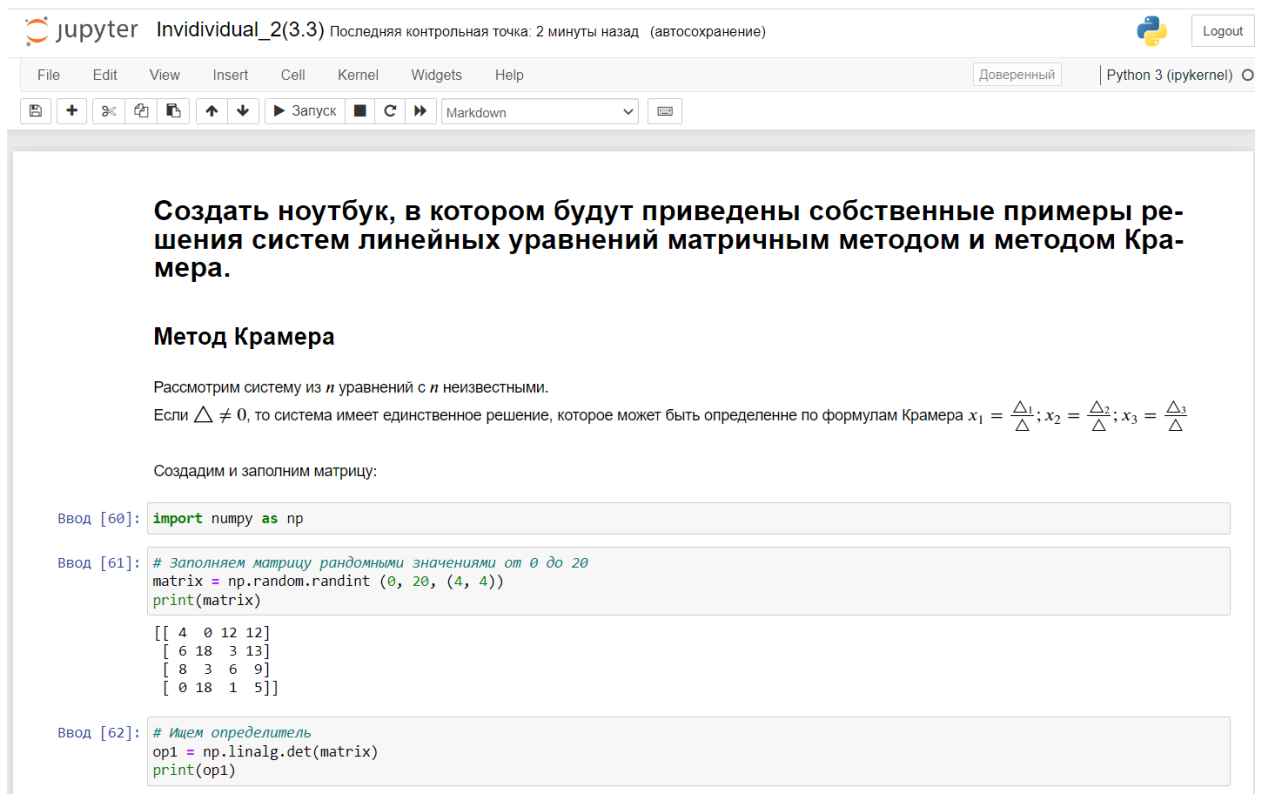 jupyter Invidividual_2(3.3) Последняя контрольная точка: 2 минуты назад (автосохранение) Logout
File Edit View Insert Cell Kernel Widgets Help Доверенный Python 3 (ipykernel)
Запуск Markdown
Создать ноутбук, в котором будут приведены собственные примеры ре-
шения систем линейных уравнений матричным методом и методом Кра-
мера.
Метод Крамера
Рассмотрим систему из n уравнений с n неизвестными.
Если △ ≠ 0, то система имеет единственное решение, которое может быть определенне по формулам Крамера x₁ = △₁/△; x₂ = △₂/△; x₃ = △₃/△
Создадим и заполним матрицу:
Ввод [60]: import numpy as np
Ввод [61]: # Заполняем матрицу рандомными значениями от 0 до 20
matrix = np.random.randint (0, 20, (4, 4))
print(matrix)
[[ 4 0 12 12]
[ 6 18 3 13]
[ 8 3 6 9]
[ 0 18 1 5]]
Ввод [62]: # Ищем определитель
op1 = np.linalg.det(matrix)
print(op1)